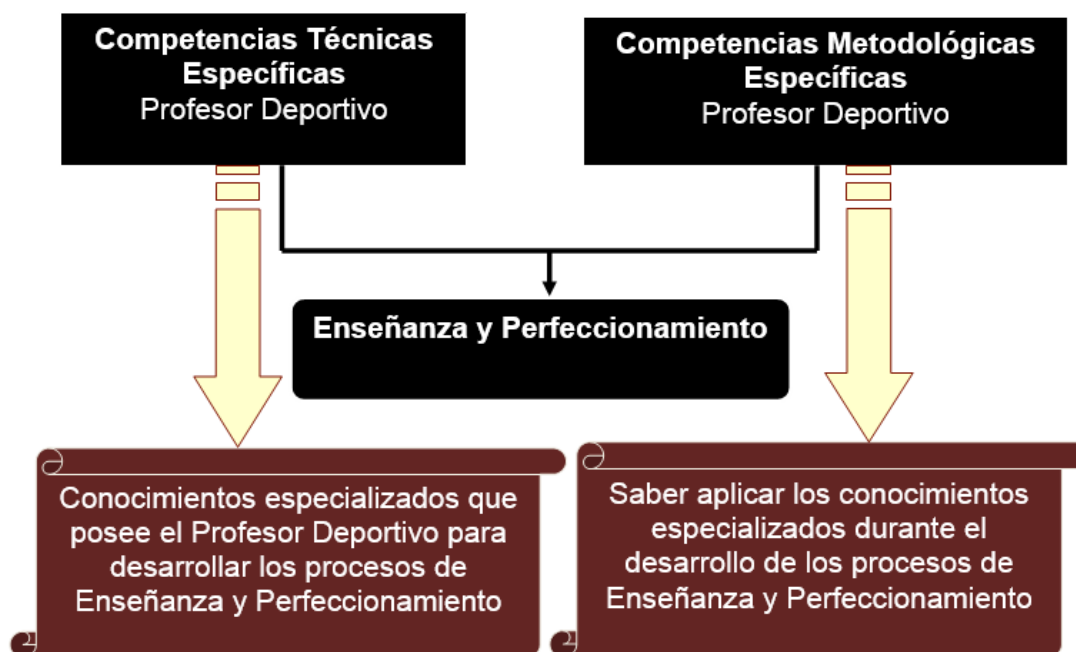 Competencias Técnicas
Específicas
Profesor Deportivo
Competencias Metodológicas
Específicas
Profesor Deportivo
Enseñanza y Perfeccionamiento
Conocimientos especializados que
posee el Profesor Deportivo para
desarrollar los procesos de
Enseñanza y Perfeccionamiento
Saber aplicar los conocimientos
especializados durante el
desarrollo de los procesos de
Enseñanza y Perfeccionamiento